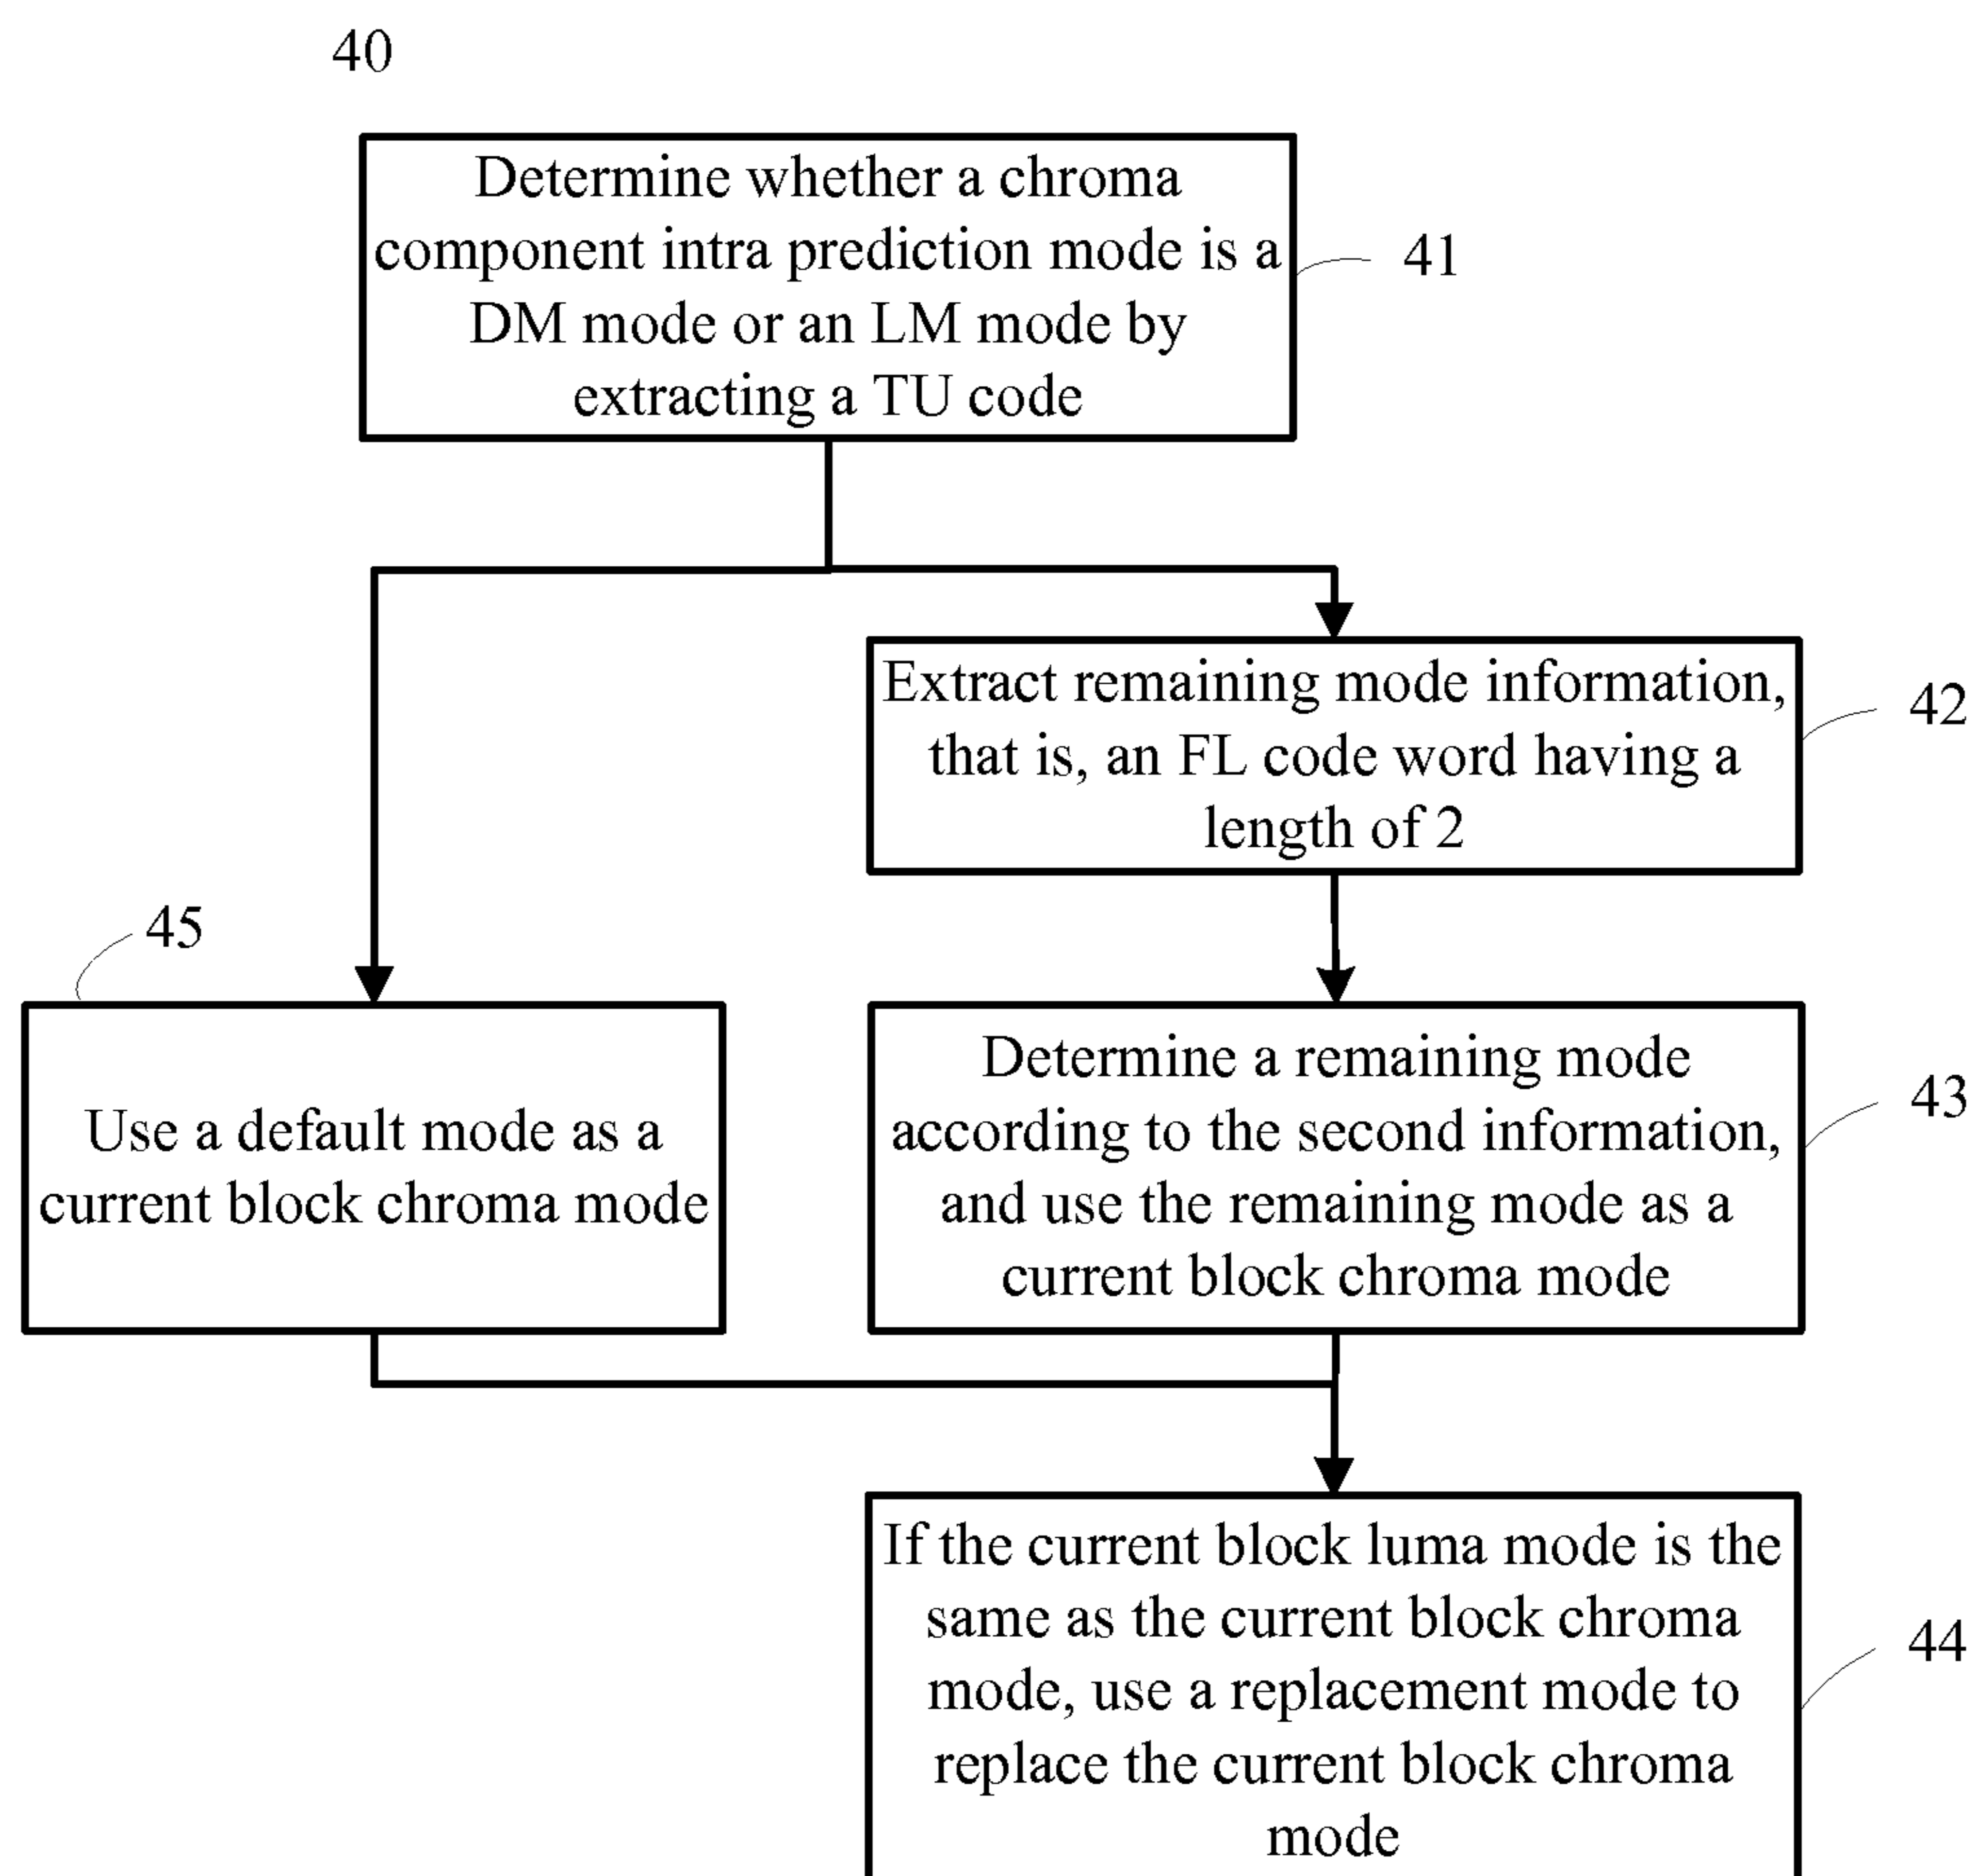 40
Determine whether a chroma
component intra prediction mode is a
DM mode or an LM mode by
extracting a TU code
41
Extract remaining mode information,
that is, an FL code word having a
length of 2
42
45
Use a default mode as a
current block chroma mode
Determine a remaining mode
according to the second information,
and use the remaining mode as a
current block chroma mode
43
If the current block luma mode is the
same as the current block chroma
mode, use a replacement mode to
replace the current block chroma
mode
44